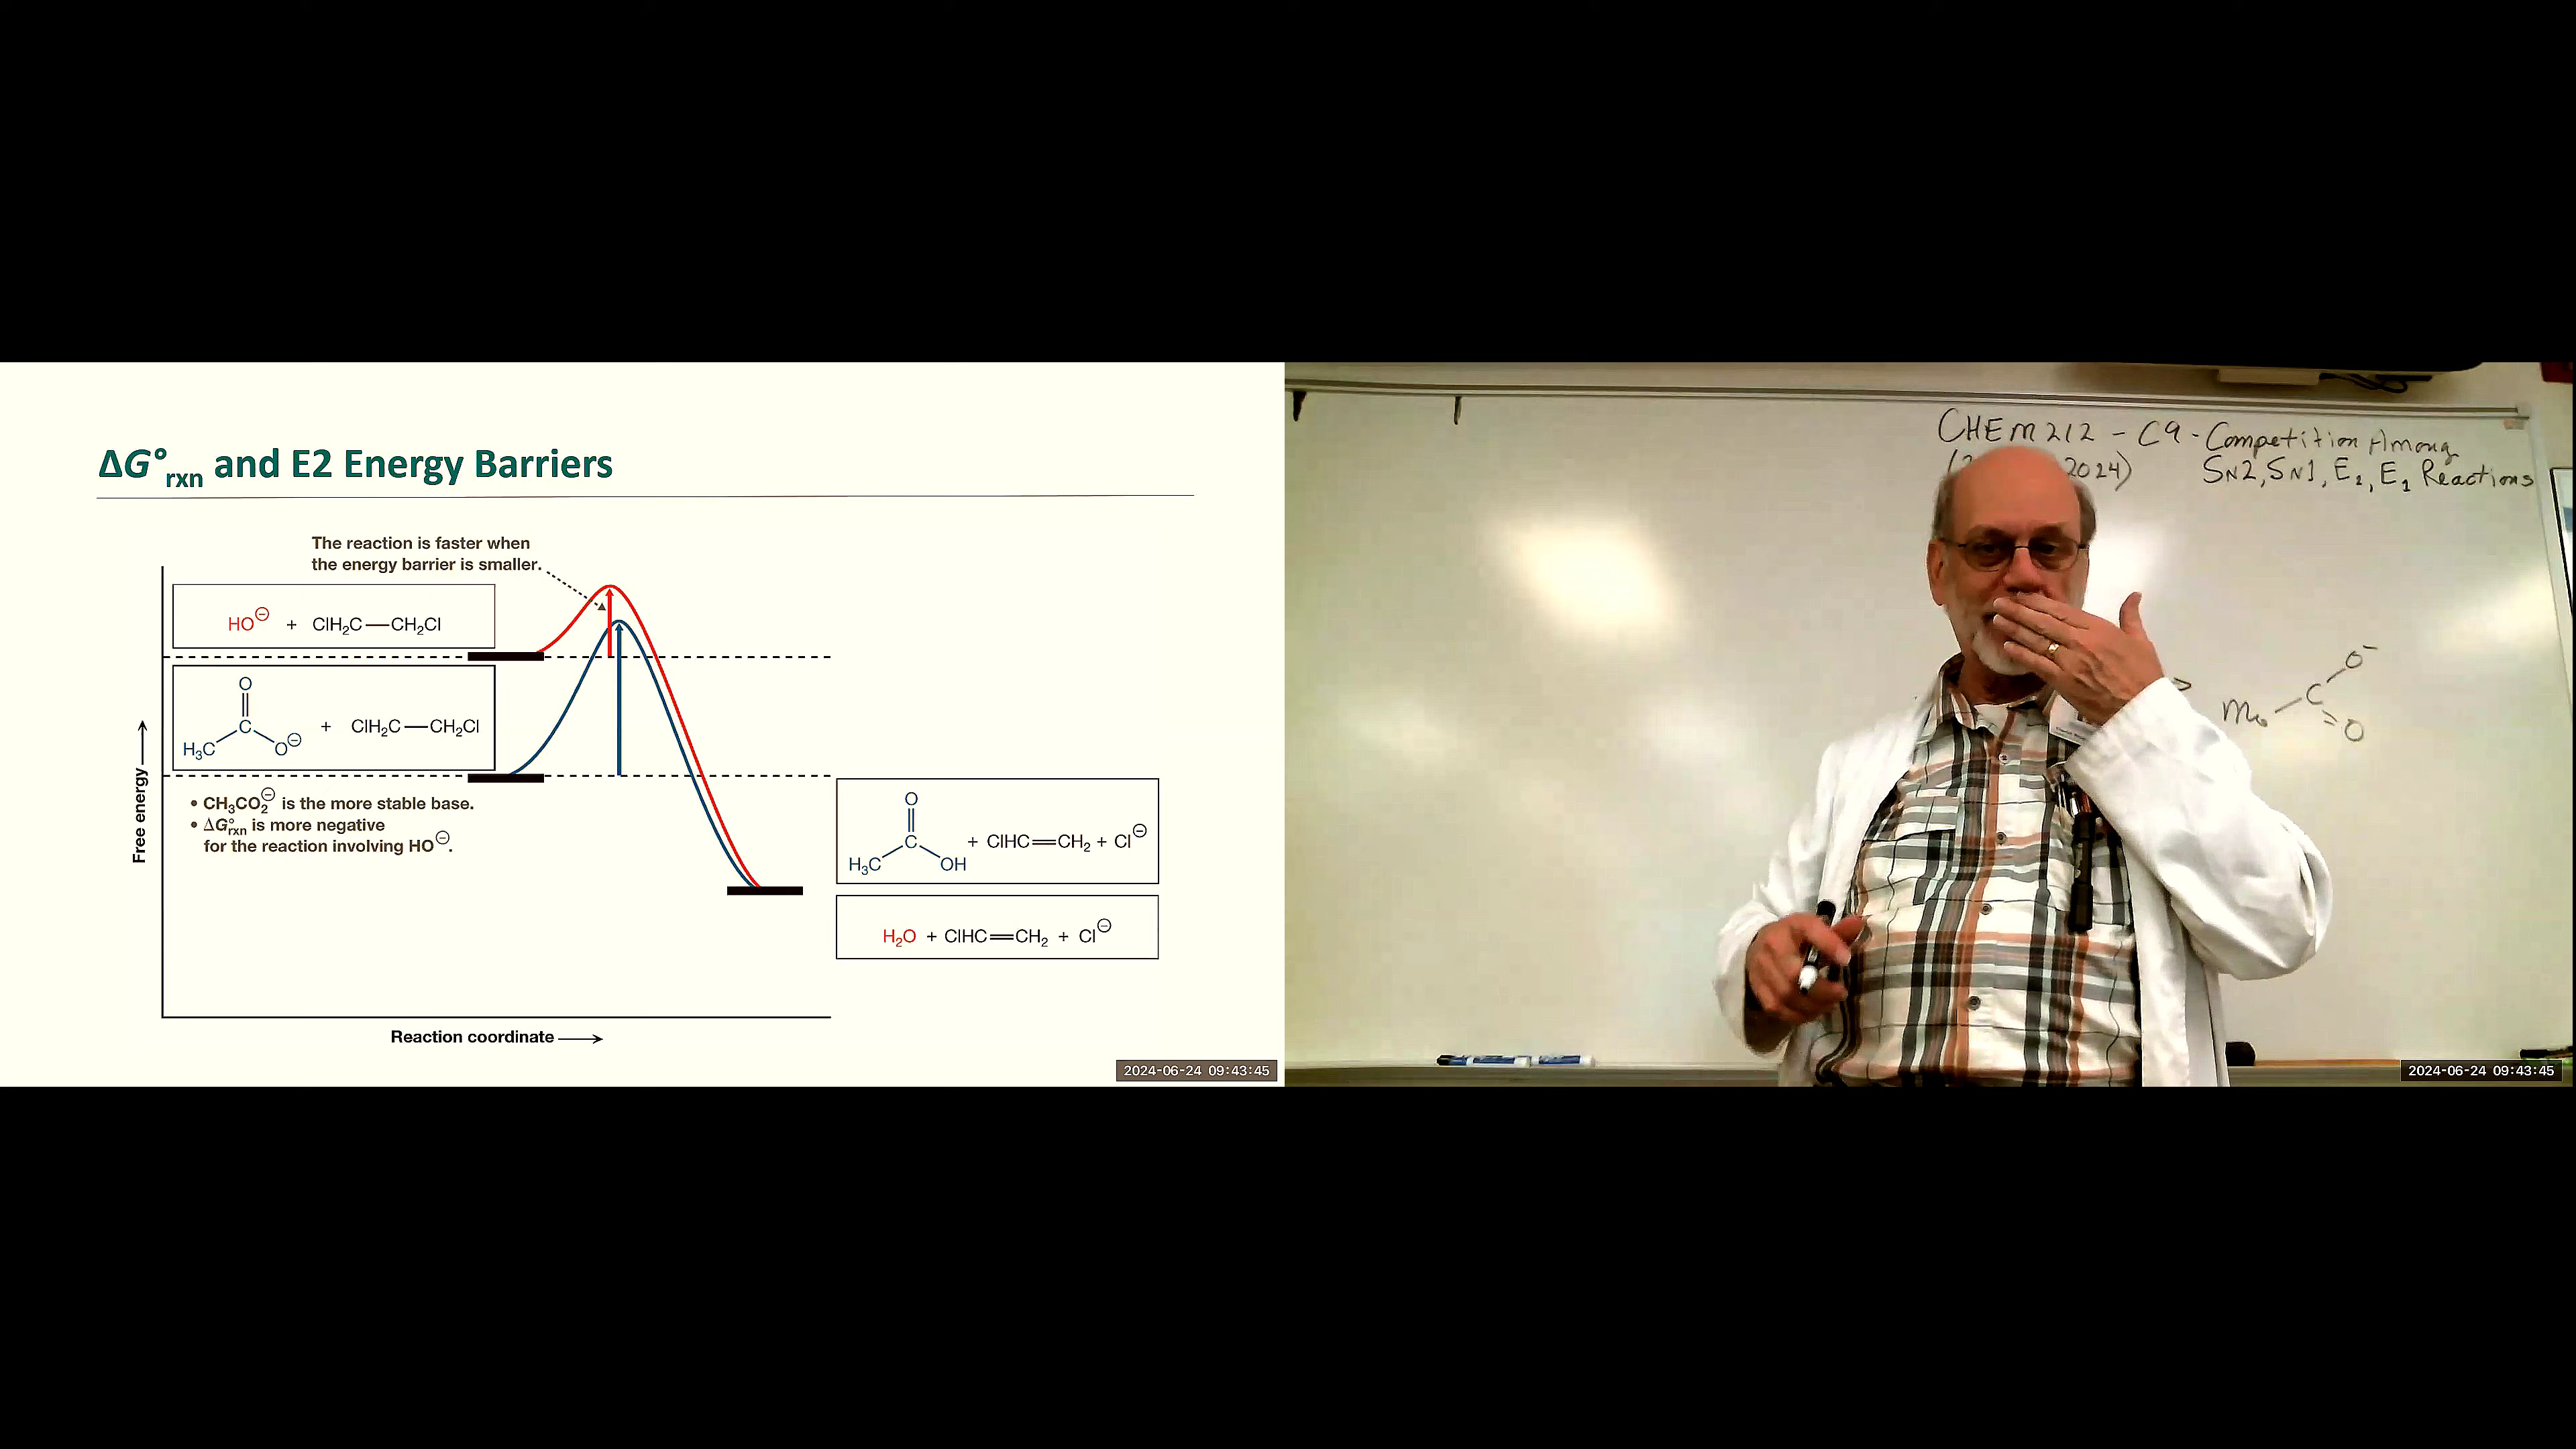 ΔG°rxn and E2 Energy Barriers
The reaction is faster when
the energy barrier is smaller.
HO⊖ + ClH₂C—CH₂Cl
O
C
H₃C O⊖ + ClH₂C—CH₂Cl
• CH₃CO₂⊖ is the more stable base.
• ΔG°rxn is more negative
for the reaction involving HO⊖.
Free energy
O
C
H₃C OH + ClHC=CH₂ + Cl⊖
H₂O + ClHC=CH₂ + Cl⊖
Reaction coordinate
2024-06-24 09:43:45
CHEM 212 - C9 - Competition Among
2024) SN2, SN1, E2, E1 Reactions
O⁻
> Me C
O
2024-06-24 09:43:45